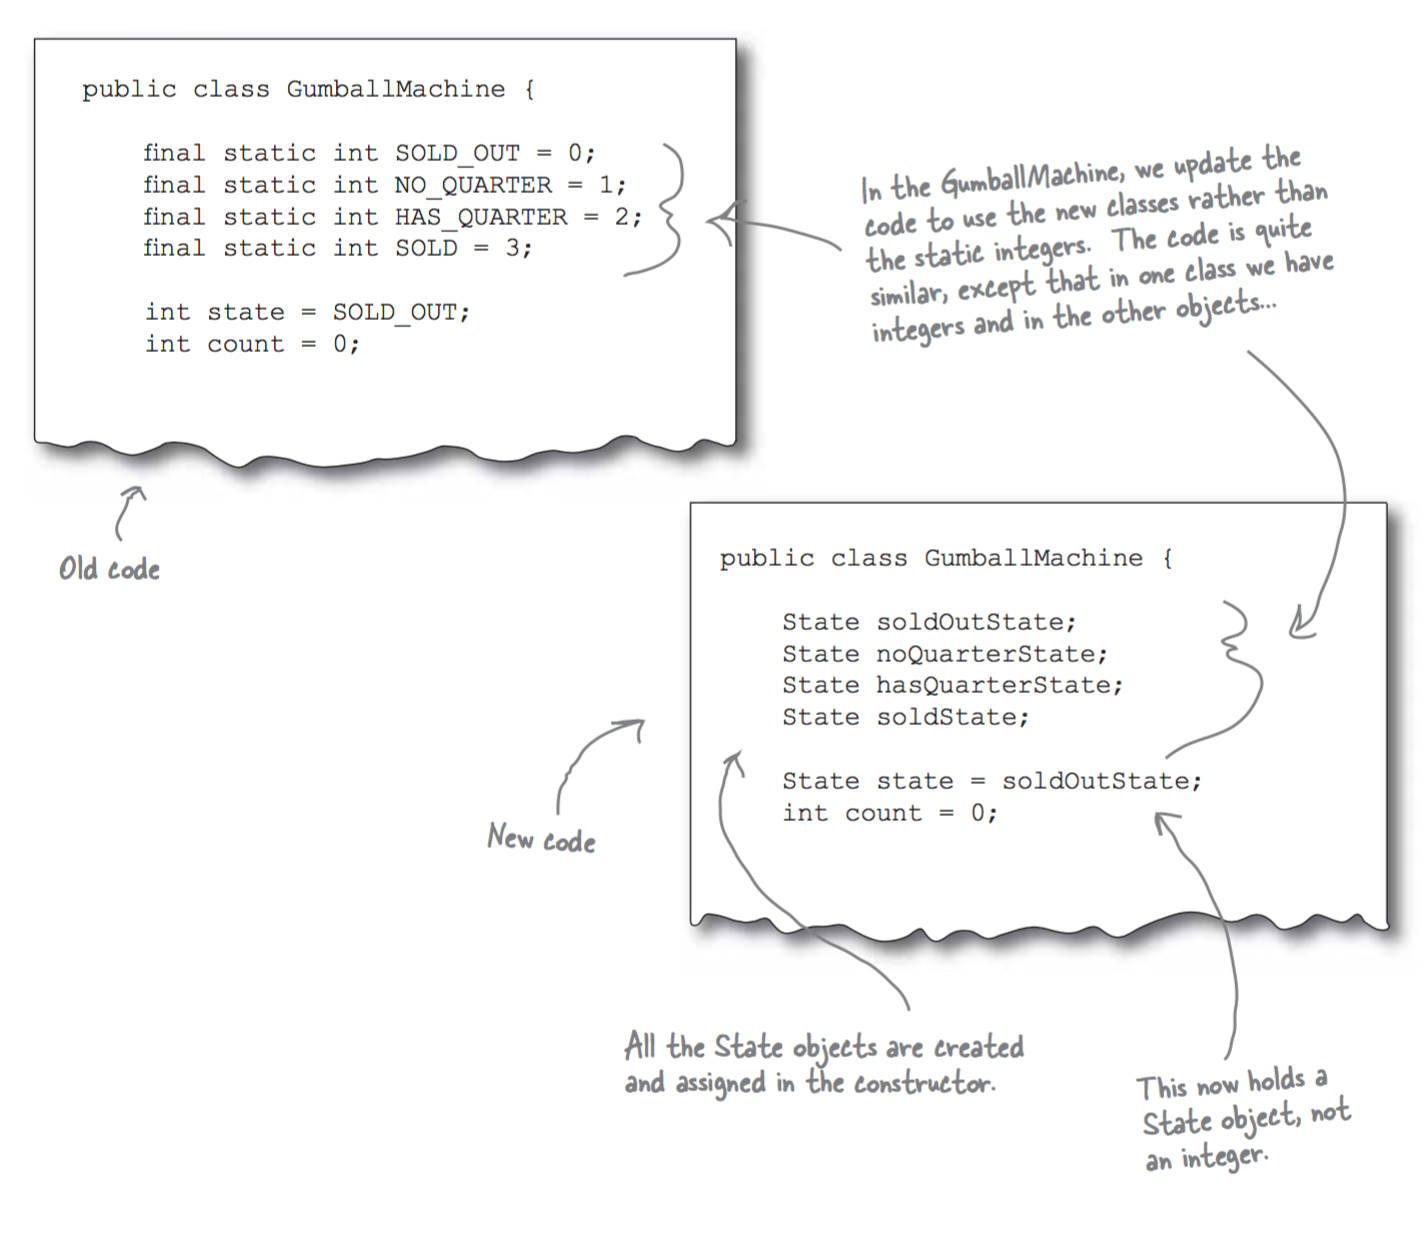 public class GumballMachine {
final static int SOLD_OUT = 0;
final static int NO_QUARTER = 1;
final static int HAS_QUARTER = 2;
final static int SOLD = 3;
int state = SOLD_OUT;
int count = 0;
In the GumballMachine, we update the
code to use the new classes rather than
the static integers. The code is quite
similar, except that in one class we have
integers and in the other objects...
Old code
public class GumballMachine {
State soldOutState;
State noQuarterState;
State hasQuarterState;
State soldState;
State state = soldOutState;
int count = 0;
New code
All the State objects are created
and assigned in the constructor.
This now holds a
State object, not
an integer.